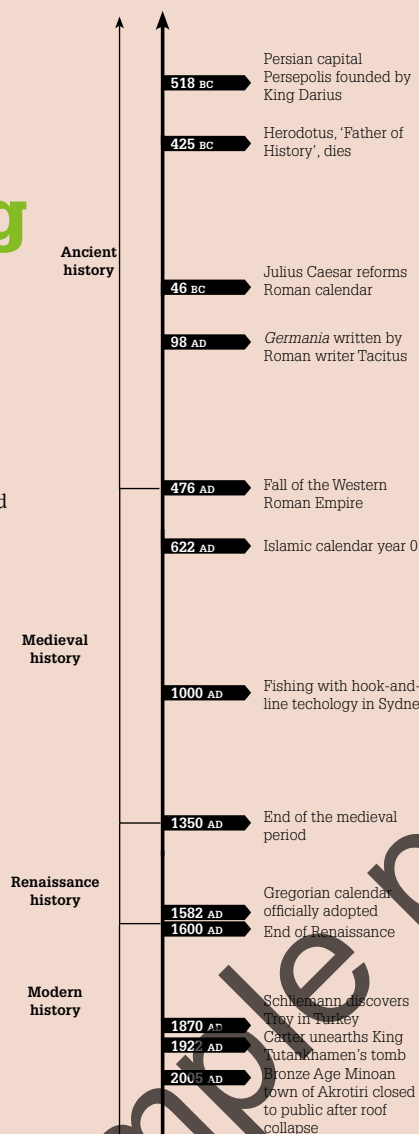 g
d
518 BC
Persian capital
Persepolis founded by
King Darius
425 BC
Herodotus, ‘Father of
History’, dies
Ancient
history
46 BC
Julius Caesar reforms
Roman calendar
98 AD
Germania written by
Roman writer Tacitus
476 AD
Fall of the Western
Roman Empire
622 AD
Islamic calendar year 0
Medieval
history
1000 AD
Fishing with hook-and-
line techology in Sydne
1350 AD
End of the medieval
period
Renaissance
history
1582 AD
Gregorian calendar
officially adopted
1600 AD
End of Renaissance
Modern
history
1870 AD
Schliemann discovers
Troy in Turkey
1922 AD
Carter unearths King
Tutankhamen’s tomb
2005 AD
Bronze Age Minoan
town of Akrotiri closed
to public after roof
collapse
mple p